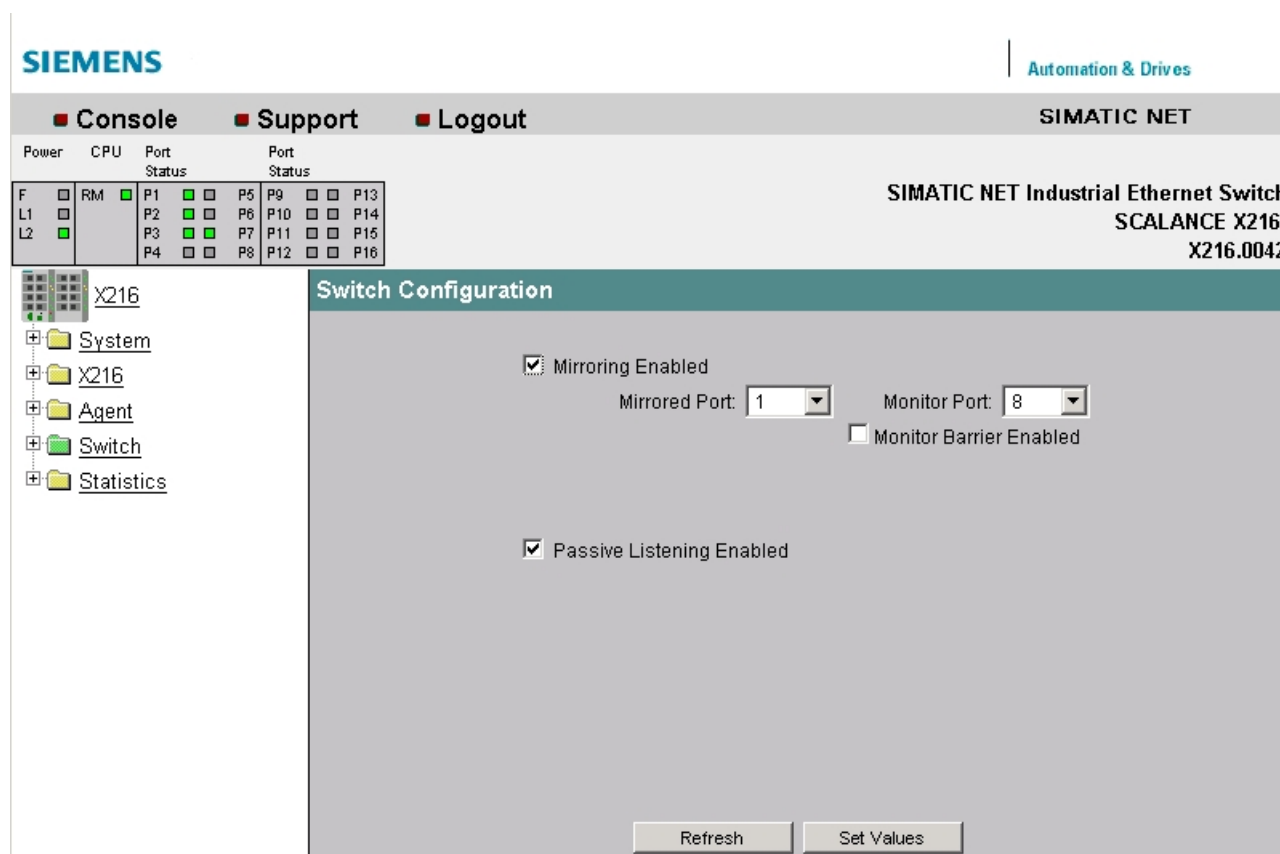 SIEMENS
Automation & Drives
Console Support Logout SIMATIC NET
Power CPU Port Status Port Status
F RM P1 P5 P9 P13
L1 P2 P6 P10 P14
L2 P3 P7 P11 P15
P4 P8 P12 P16
SIMATIC NET Industrial Ethernet Switch
SCALANCE X216
X216.0042
X216
System
X216
Agent
Switch
Statistics
Switch Configuration
Mirroring Enabled
Mirrored Port: 1 Monitor Port: 8
Monitor Barrier Enabled
Passive Listening Enabled
Refresh Set Values